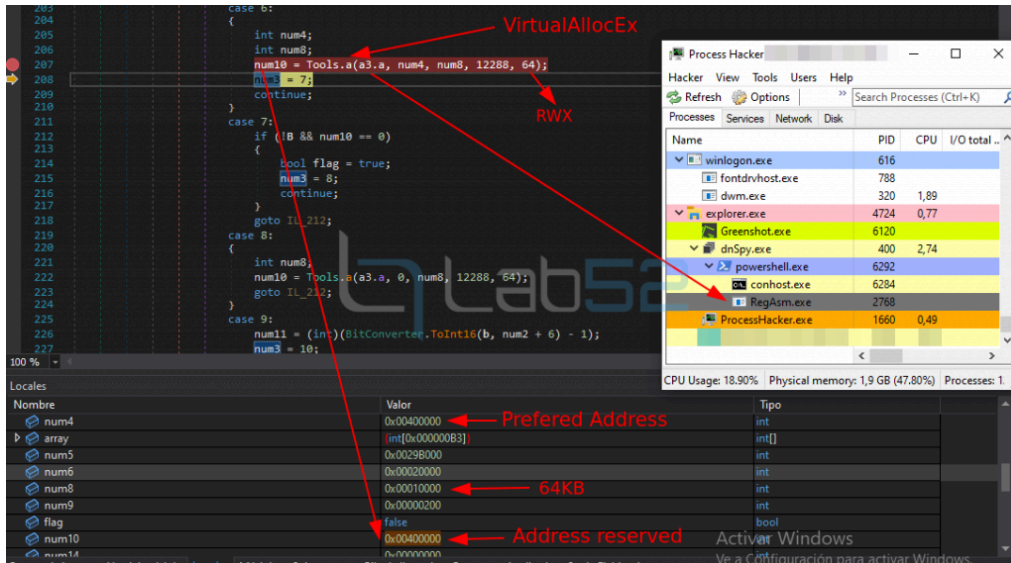 203 case 6:
204 {
205 int num4;
206 int num8;
207 num10 = Tools.a(a3.a, num4, num8, 12288, 64);
208 num3 = 7;
209 continue;
210 }
211 case 7:
212 if (!B && num10 == 0)
213 {
214 bool flag = true;
215 num3 = 8;
216 continue;
217 }
218 goto IL_212;
219 case 8:
220 {
221 int num8;
222 num10 = Tools.a(a3.a, 0, num8, 12288, 64);
223 goto IL_212;
224 }
225 case 9:
226 num11 = (int)(BitConverter.ToInt16(b, num2 + 6) - 1);
227 num3 = 10;
100 %
VirtualAllocEx
RWX
Lab52
Process Hacker
Hacker View Tools Users Help
Refresh Options » Search Processes (Ctrl+K)
Processes Services Network Disk
Name PID CPU I/O total ..
winlogon.exe 616
fontdrvhost.exe 788
dwm.exe 320 1,89
explorer.exe 4724 0,77
Greenshot.exe 6120
dnSpy.exe 400 2,74
powershell.exe 6292
conhost.exe 6284
RegAsm.exe 2768
ProcessHacker.exe 1660 0,49
CPU Usage: 18.90% Physical memory: 1,9 GB (47.80%) Processes: 1
Locales
Nombre Valor Tipo
num4 0x00400000 Prefered Address int
array {int[0x000000B3]} int[]
num5 0x0029B000 int
num6 0x00020000 int
num8 0x00010000 64KB int
num9 0x00000200 int
flag false bool
num10 0x00400000 Address reserved int
num14 0x00000000 int
Activar Windows
Ve a Configuración para activar Windows.